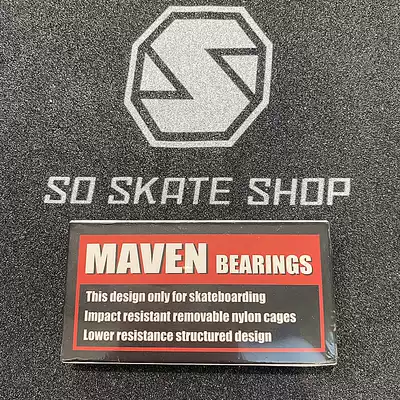 SO SKATE SHOP
MAVEN BEARINGS
This design only for skateboarding
Impact resistant removable nylon cages
Lower resistance structured design